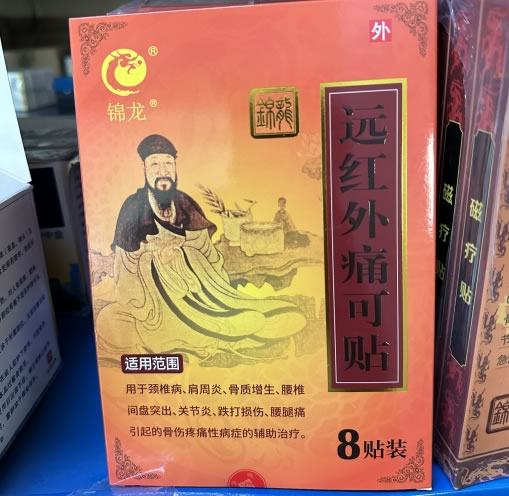 外
锦龙®
錦龍
远红外痛可贴
适用范围
用于颈椎病、肩周炎、骨质增生、腰椎
间盘突出、关节炎、跌打损伤、腰腿痛
引起的骨伤疼痛性病症的辅助治疗。
8贴装
磁疗贴
磁疗贴